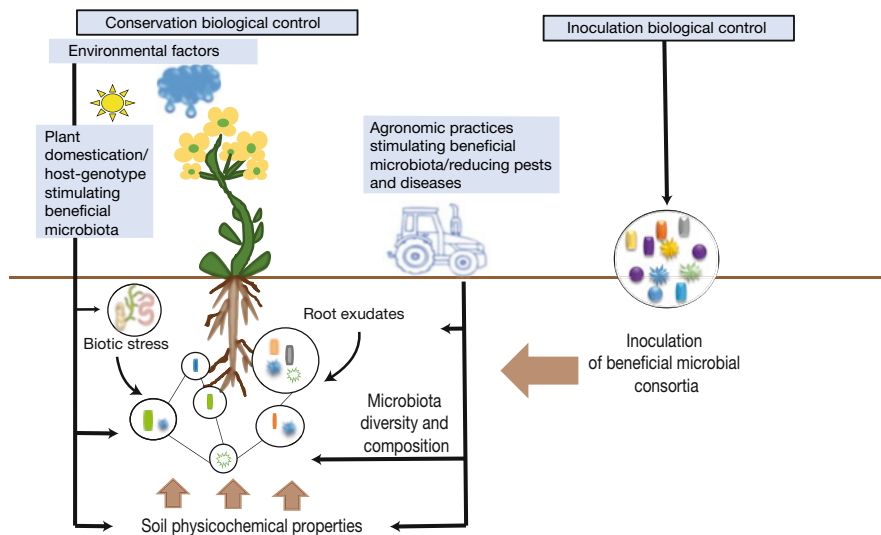 Conservation biological control
Environmental factors
Plant
domestication/
host-genotype
stimulating
beneficial
microbiota
Agronomic practices
stimulating beneficial
microbiota/reducing pests
and diseases
Inoculation biological control
Biotic stress
Root exudates
Microbiota
diversity and
composition
Inoculation
of beneficial microbial
consortia
Soil physicochemical properties